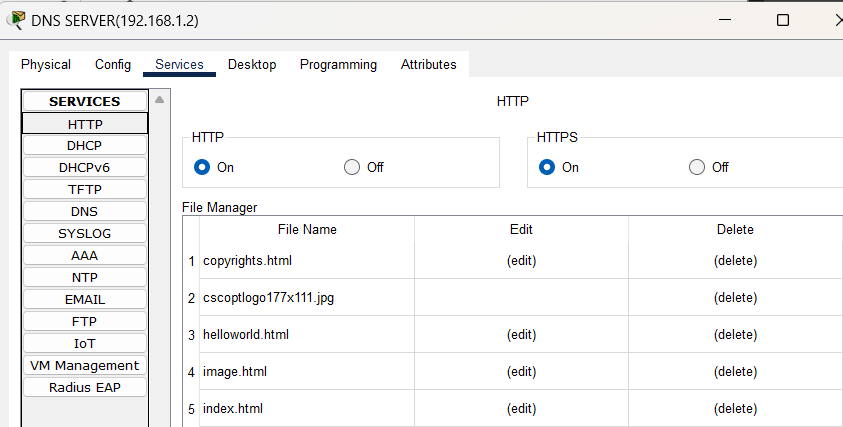 DNS SERVER(192.168.1.2)
Physical Config Services Desktop Programming Attributes
SERVICES
HTTP
DHCP
DHCPv6
TFTP
DNS
SYSLOG
AAA
NTP
EMAIL
FTP
IoT
VM Management
Radius EAP
HTTP
HTTP
On Off
HTTPS
On Off
File Manager
File Name Edit Delete
1 copyrights.html (edit) (delete)
2 cscoptlogo177x111.jpg (delete)
3 helloworld.html (edit) (delete)
4 image.html (edit) (delete)
5 index.html (edit) (delete)